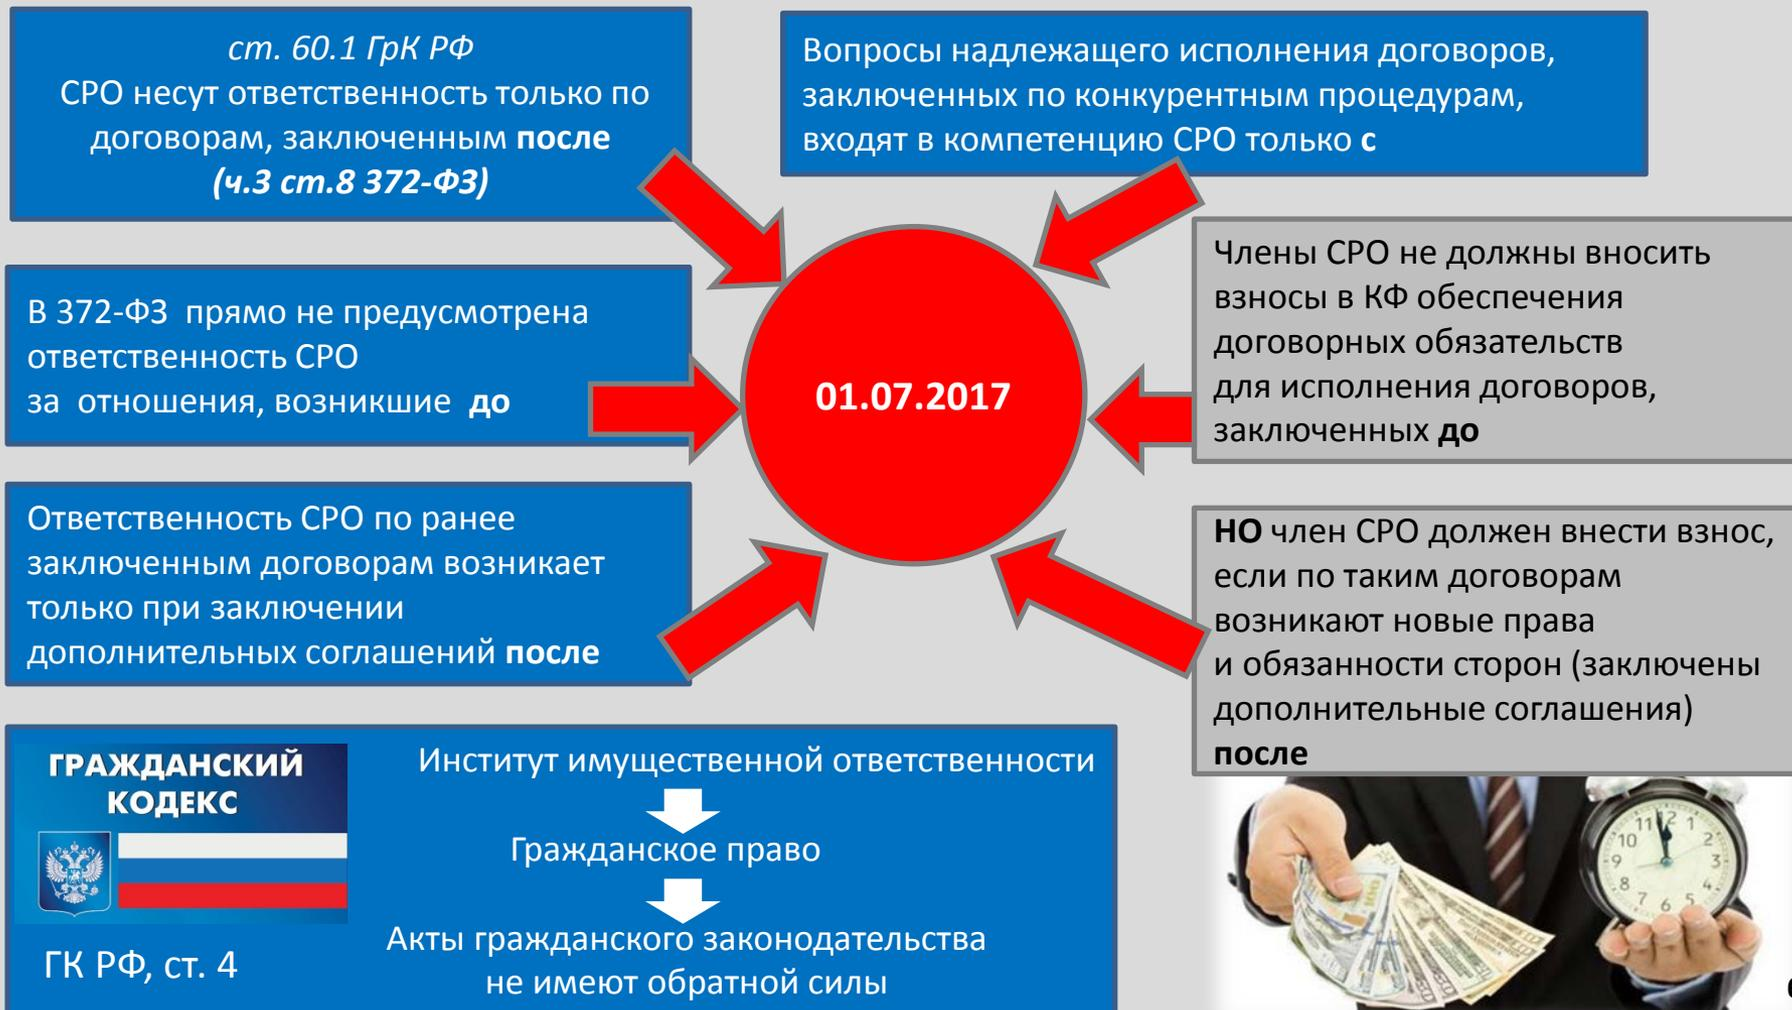 ст. 60.1 ГрК РФ
СРО несут ответственность только по
договорам, заключенным после
(ч.3 ст.8 372-ФЗ)
Вопросы надлежащего исполнения договоров,
заключенных по конкурентным процедурам,
входят в компетенцию СРО только с
В 372-ФЗ прямо не предусмотрена
ответственность СРО
за отношения, возникшие до
01.07.2017
Члены СРО не должны вносить
взносы в КФ обеспечения
договорных обязательств
для исполнения договоров,
заключенных до
Ответственность СРО по ранее
заключенным договорам возникает
только при заключении
дополнительных соглашений после
НО член СРО должен внести взнос,
если по таким договорам
возникают новые права
и обязанности сторон (заключены
дополнительные соглашения)
после
ГРАЖДАНСКИЙ
КОДЕКС
ГК РФ, ст. 4
Институт имущественной ответственности
Гражданское право
Акты гражданского законодательства
не имеют обратной силы